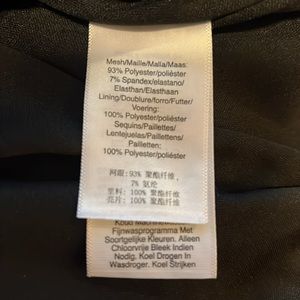 Mesh/Maille/Malla/Maas:
93% Polyester/poliéster
7% Spandex/elastano/
Elasthan/Elasthaan
Lining/Doublure/forro/Futter/
Voering:
100% Polyester/poliéster
Sequins/Paillettes/
Lentejuelas/Pailletten/
Pailletten:
100% Polyester/poliéster
网眼:93% 聚酯纤维,
7% 氨纶
里料: 100% 聚酯纤维
亮片: 100% 聚酯纤维
Koud
Fijnwasprogramma Met
Soortgelijke Kleuren. Alleen
Chloorvrije Bleek Indien
Nodig. Koel Drogen In
Wasdroger. Koel Strijken